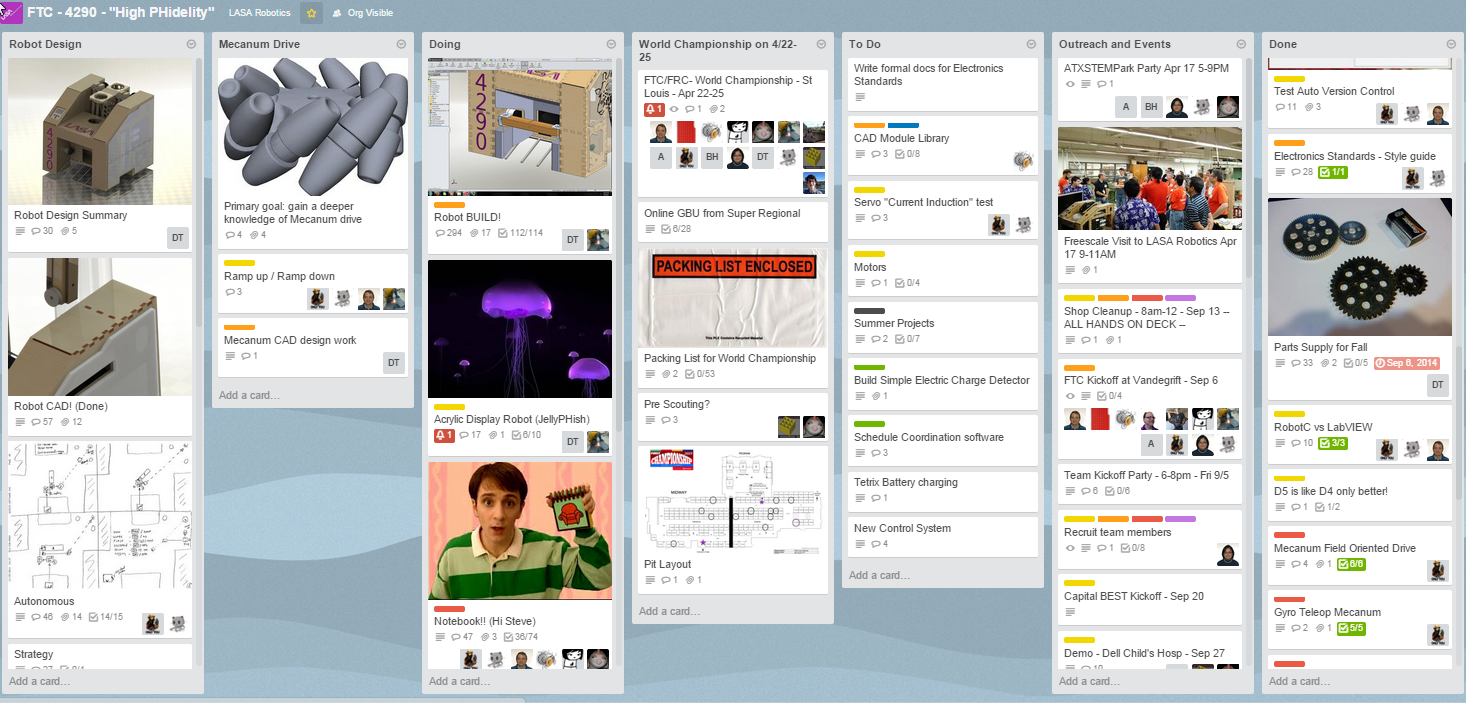 FTC - 4290 - "High PHidelity"
LASA Robotics
Org Visible
Robot Design
4290
LASA
Robot Design Summary
30
5
DT
Robot CAD! (Done)
57
12
Autonomous
46
14
14/15
Strategy
Add a card…
Mecanum Drive
Primary goal: gain a deeper
knowledge of Mecanum drive
4
4
Ramp up / Ramp down
3
Mecanum CAD design work
1
DT
Add a card…
Doing
4290
Robot BUILD!
294
17
112/114
DT
Acrylic Display Robot (JellyPHish)
1
17
1
6/10
DT
Notebook!! (Hi Steve)
47
3
36/74
Add a card…
World Championship on 4/22-
25
FTC/FRC- World Championship - St
Louis - Apr 22-25
1
1
2
A
BH
DT
Online GBU from Super Regional
6/28
PACKING LIST ENCLOSED
Packing List for World Championship
2
0/53
Pre Scouting?
3
CHAMPIONSHIP
MIDWAY
Pit Layout
1
1
Add a card…
To Do
Write formal docs for Electronics
Standards
CAD Module Library
3
0/8
Servo "Current Induction" test
3
Motors
1
0/4
Summer Projects
2
0/7
Build Simple Electric Charge Detector
1
Schedule Coordination software
3
Tetrix Battery charging
1
New Control System
4
Add a card…
Outreach and Events
ATXSTEMPark Party Apr 17 5-9PM
1
A
BH
Freescale Visit to LASA Robotics Apr
17 9-11AM
1
Shop Cleanup - 8am-12 - Sep 13 --
ALL HANDS ON DECK --
1
1
FTC Kickoff at Vandegrift - Sep 6
0/4
A
Team Kickoff Party - 6-8pm - Fri 9/5
6
0/6
Recruit team members
1
0/8
Capital BEST Kickoff - Sep 20
Demo - Dell Child's Hosp - Sep 27
Add a card…
Done
Test Auto Version Control
11
3
Electronics Standards - Style guide
28
1/1
Parts Supply for Fall
33
2
0/5
Sep 6, 2014
DT
RobotC vs LabVIEW
10
3/3
D5 is like D4 only better!
1
1/2
Mecanum Field Oriented Drive
4
1
6/6
Gyro Teleop Mecanum
2
1
5/5
Add a card…